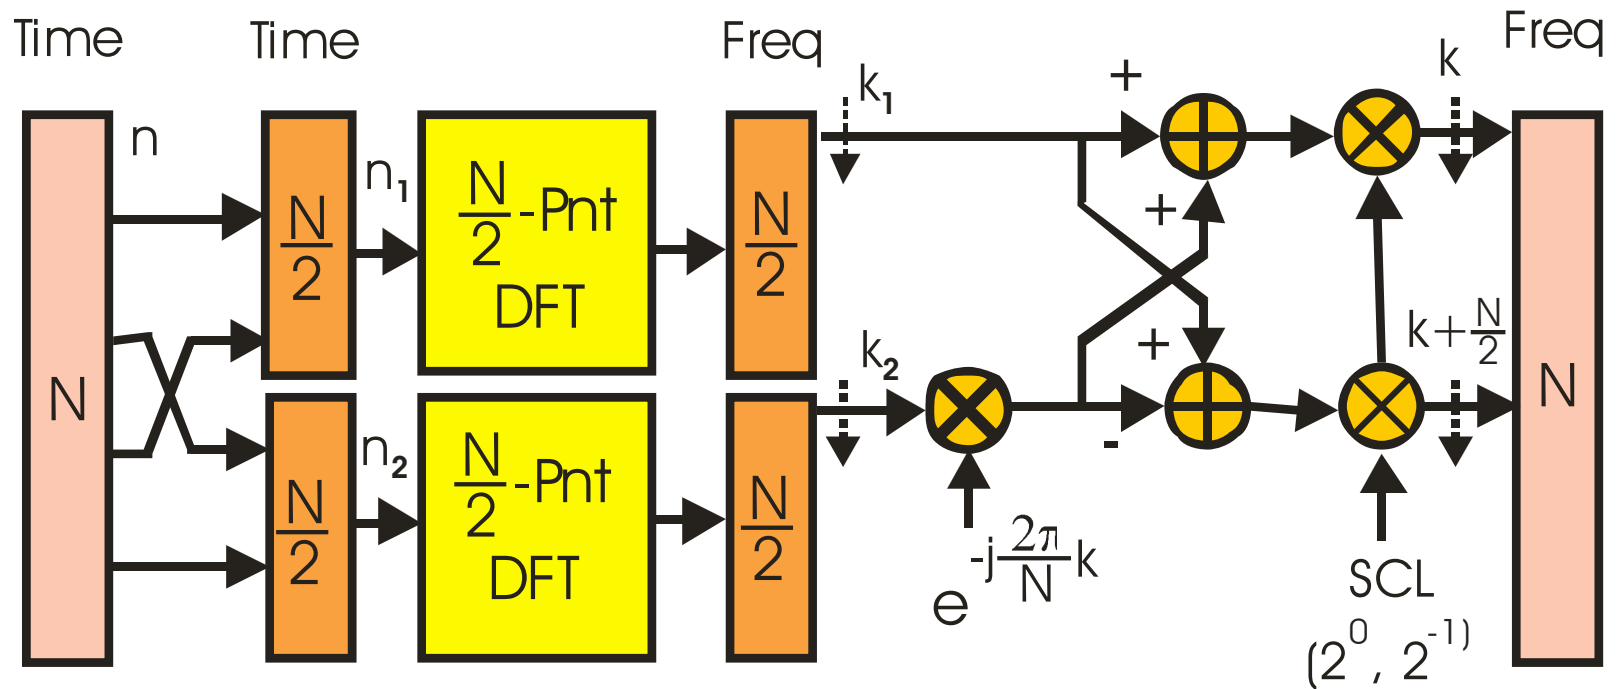 Time
Time
Freq
Freq
n
n1
n2
N
N/2
N/2
N/2 -Pnt
DFT
N/2 -Pnt
DFT
N/2
N/2
k1
k2
+
+
+
-
e^-j 2π/N k
k
k+N/2
SCL
(2^0, 2^-1)
N